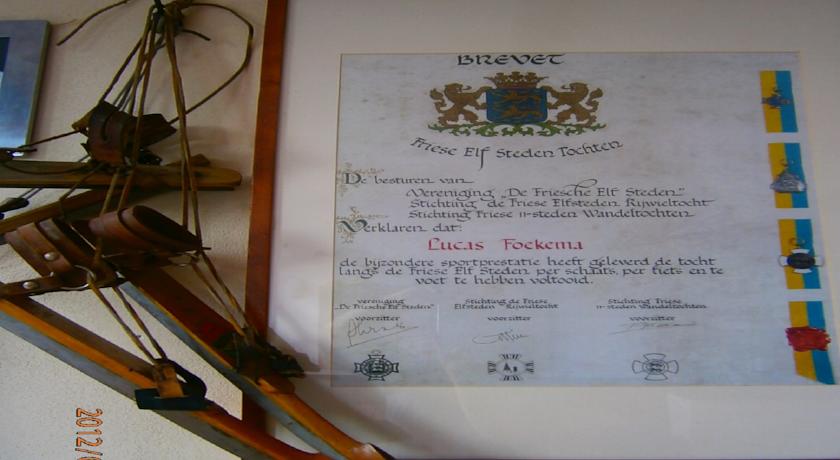 BREVET
Friese Elf Steden Tochten
De besturen van
Vereniging „De Friesche Elf Steden"
Stichting de Friese Elfsteden Rijwieltocht
Stichting Friese 11-steden Wandeltochten
Verklaren dat:
Lucas Fockema
de bijzondere sportprestatie heeft geleverd de tocht
langs de Friese Elf Steden per schaats, per fiets en te
voet te hebben voltooid.
vereniging
„De Friesche Elf Steden"
voorzitter
Stichting de Friese
Elfsteden Rijwieltocht
voorzitter
Stichting Friese
11-steden Wandeltochten
voorzitter
2012/0